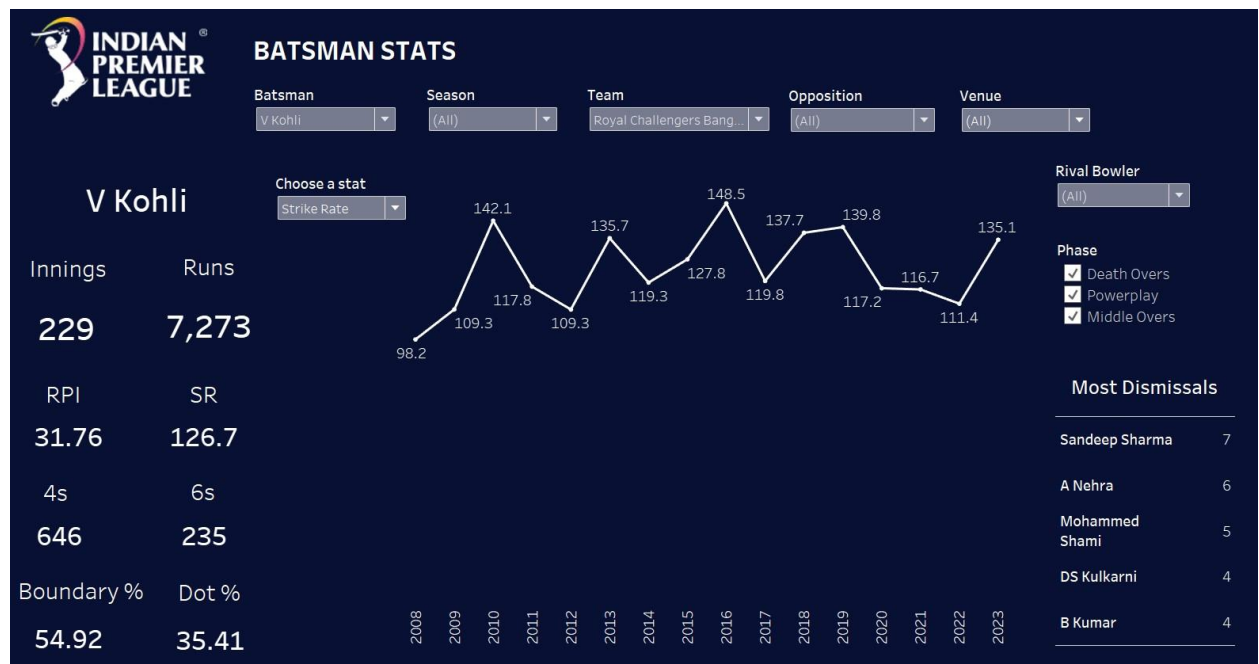 INDIAN ®
PREMIER
LEAGUE
BATSMAN STATS
Batsman
V Kohli
Season
(All)
Team
Royal Challengers Bang...
Opposition
(All)
Venue
(All)
V Kohli
Innings
229
Runs
7,273
RPI
31.76
SR
126.7
4s
646
6s
235
Boundary %
54.92
Dot %
35.41
Choose a stat
Strike Rate
98.2
109.3
142.1
117.8
109.3
135.7
119.3
127.8
148.5
119.8
137.7
139.8
117.2
116.7
111.4
135.1
2008
2009
2010
2011
2012
2013
2014
2015
2016
2017
2018
2019
2020
2021
2022
2023
Rival Bowler
(All)
Phase
Death Overs
Powerplay
Middle Overs
Most Dismissals
Sandeep Sharma 7
A Nehra 6
Mohammed
Shami 5
DS Kulkarni 4
B Kumar 4